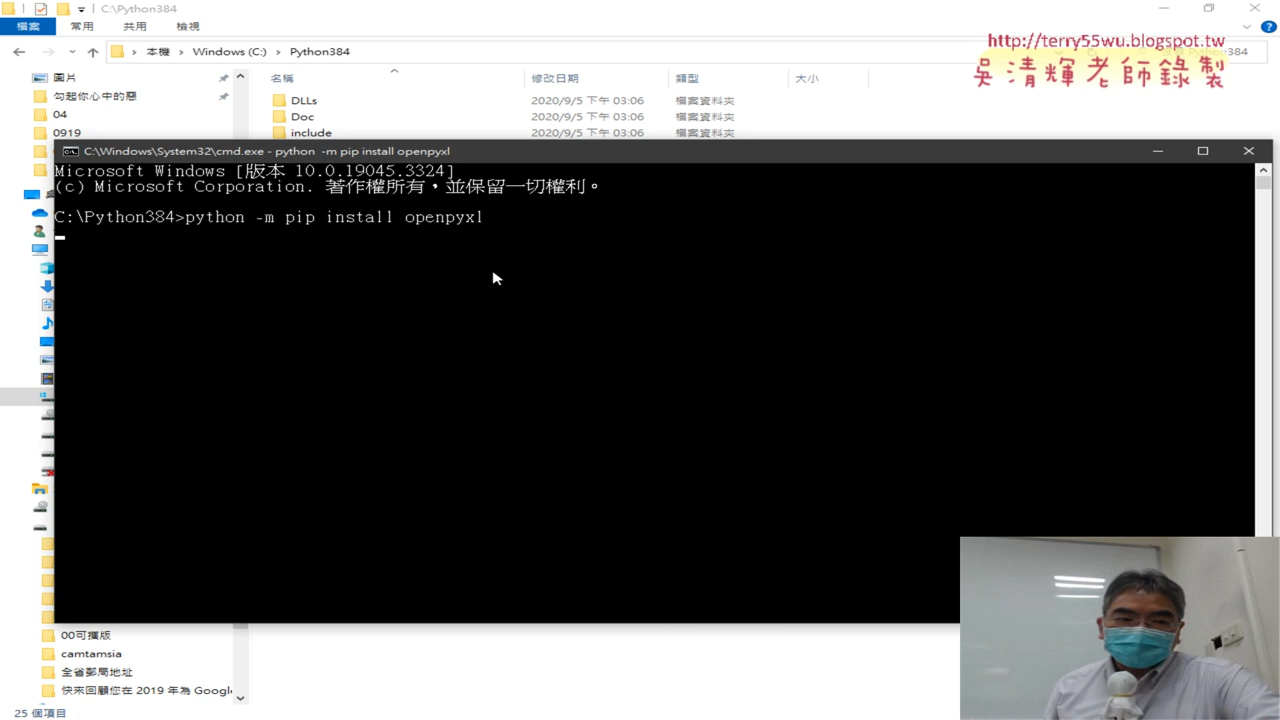 C:\Python384
檔案
常用
共用
檢視
本機 > Windows (C:) > Python384
http://terry55wu.blogspot.tw
吳清輝老師錄製
384
圖片
勾起你心中的惡
04
0919
名稱
修改日期
類型
大小
DLLs
2020/9/5 下午 03:06
檔案資料夾
Doc
2020/9/5 下午 03:06
檔案資料夾
include
2020/9/5 下午 03:06
檔案資料夾
C:\Windows\System32\cmd.exe - python -m pip install openpyxl
Microsoft Windows [版本 10.0.19045.3324]
(c) Microsoft Corporation. 著作權所有，並保留一切權利。
C:\Python384>python -m pip install openpyxl
00可攜版
camtamsia
全省郵局地址
快來回顧您在 2019 年為 Google
25 個項目